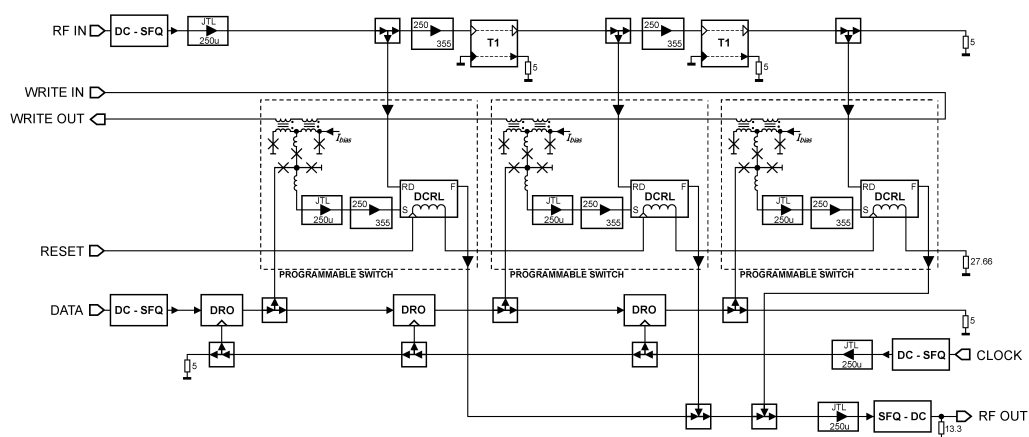 RF IN DC - SFQ JTL 250u 250 355 T1 5 250 355 T1 5 5
WRITE IN
WRITE OUT
Ibias Ibias Ibias
RD F DCRL S RD F DCRL S RD F DCRL S
JTL 250u 250 355 JTL 250u 250 355 JTL 250u 250 355
RESET 27.66
PROGRAMMABLE SWITCH PROGRAMMABLE SWITCH PROGRAMMABLE SWITCH
DATA DC - SFQ DRO DRO DRO 5
5 JTL 250u DC - SFQ CLOCK
JTL 250u SFQ - DC RF OUT
13.3